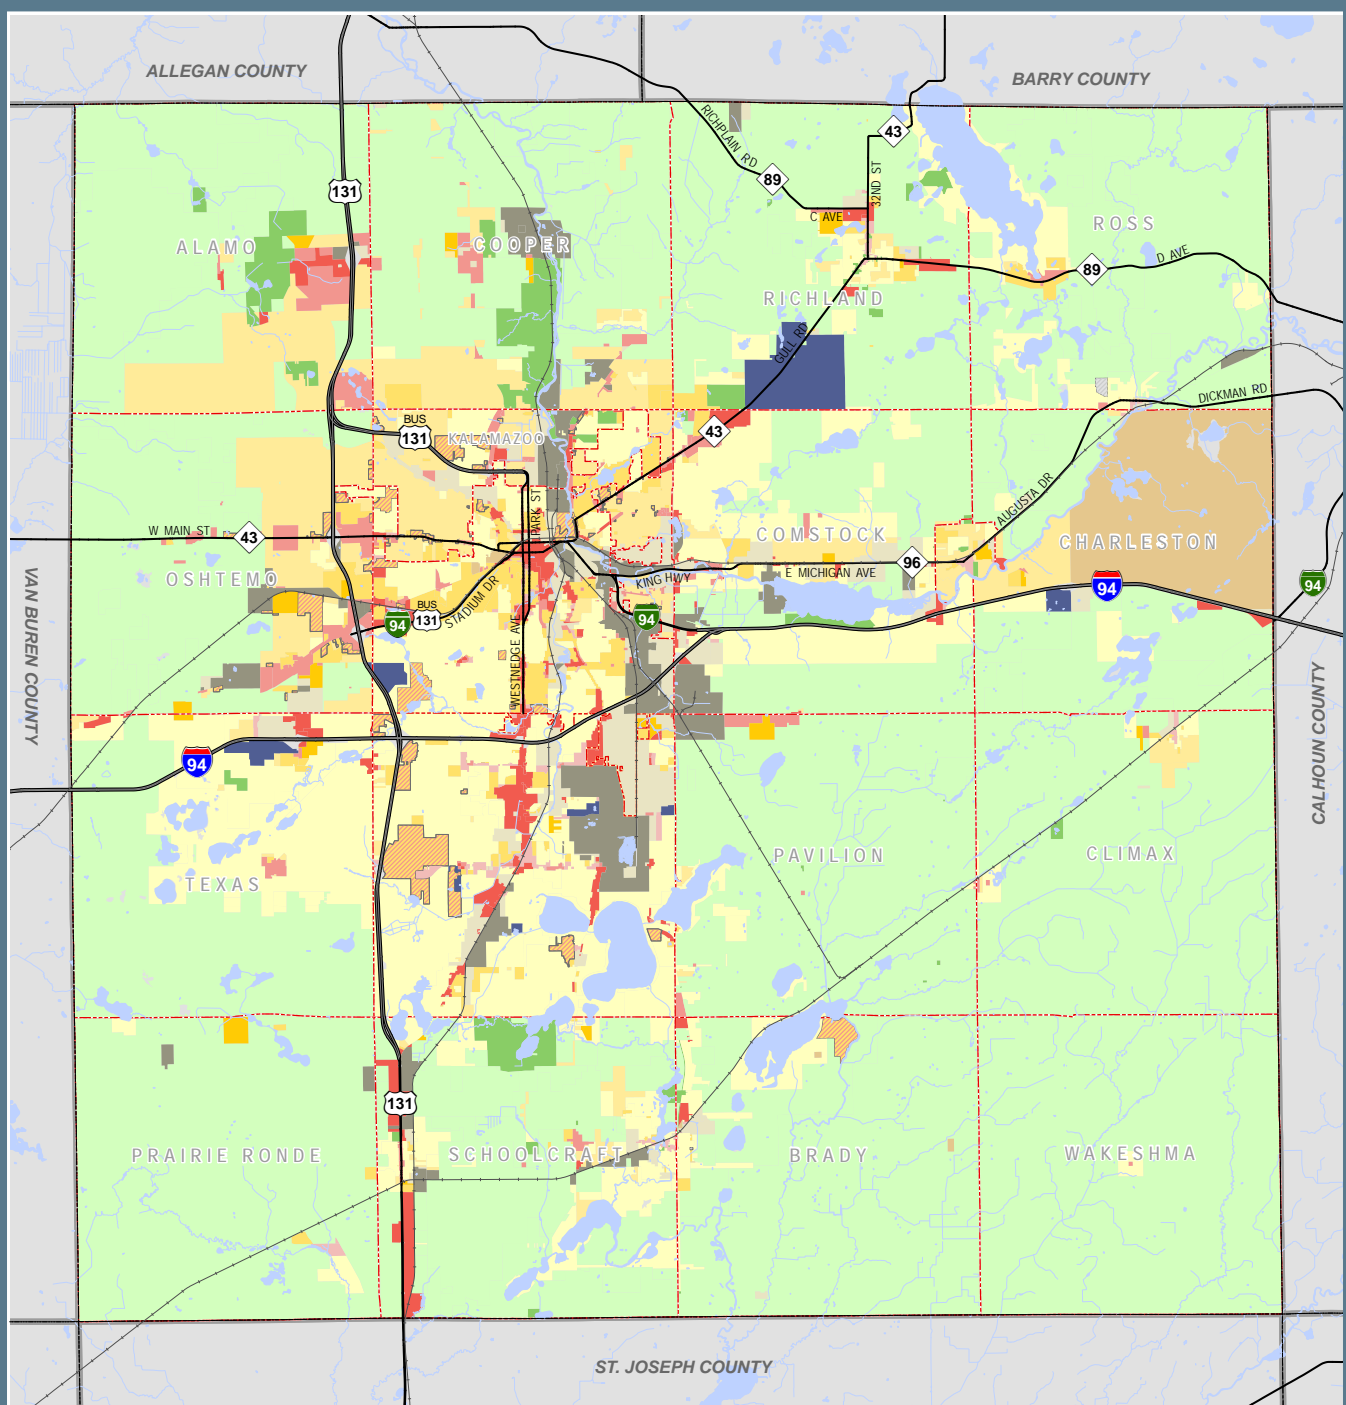 ALLEGAN COUNTY
BARRY COUNTY
RICHPLAIN RD
43
89
32ND ST
131
C AVE
ALAMO
COOPER
ROSS
D AVE
89
RICHLAND
GULL RD
DICKMAN RD
BUS
131
KALAMAZOO
43
PARK ST
AUGUSTA DR
W MAIN ST
43
COMSTOCK
CHARLESTON
96
E MICHIGAN AVE
KING HWY
OSHTEMO
94
94
BUS
131
94
STADIUM DR
94
VAN BUREN COUNTY
WESTNEDGE AVE
CALHOUN COUNTY
94
PAVILION
CLIMAX
TEXAS
131
PRAIRIE RONDE
SCHOOLCRAFT
BRADY
WAKESHMA
ST. JOSEPH COUNTY